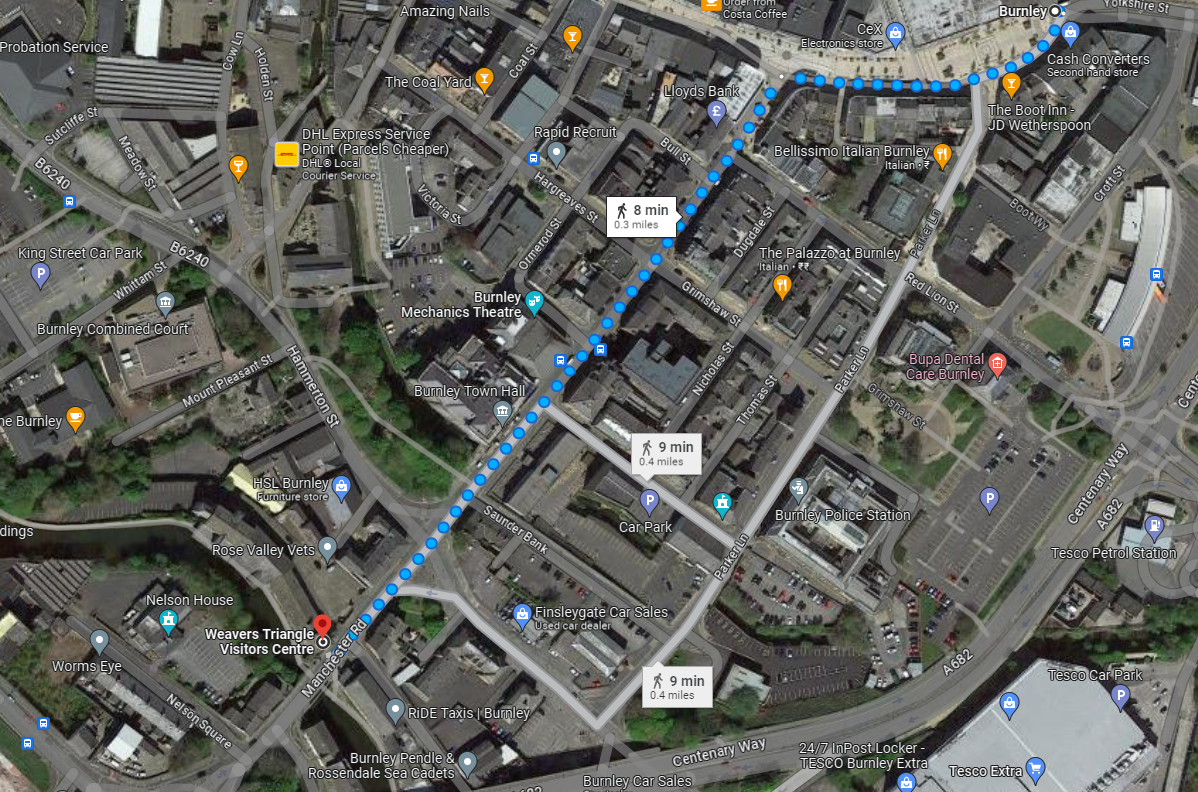 Amazing Nails
Order from
Costa Coffee
Burnley
Yorkshire St
CeX
Electronics store
Probation Service
Cow Ln
Holden St
Coal St
Cash Converters
Second hand store
The Coal Yard
Lloyds Bank
£
The Boot Inn -
JD Wetherspoon
Sutcliffe St
DHL Express Service
Point (Parcels Cheaper)
DHL® Local
Courier Service
Rapid Recruit
Meadow St
Bull St
Bellissimo Italian Burnley
Italian • ₹
B6240
Hargreaves St
Victoria St
Croft St
8 min
0.3 miles
Boot Wy
Dugdale St
Parker Ln
King Street Car Park
P
B6240
Ormerod St
The Palazzo at Burnley
Italian • ₹₹
Whittam St
Red Lion St
Burnley
Mechanics Theatre
Grimshaw St
Burnley Combined Court
Hammerton St
Mount Pleasant St
Nicholas St
Parker Ln
Bupa Dental
Care Burnley
Burnley Town Hall
Thomas St
Grimshaw St
Cente
ne Burnley
9 min
0.4 miles
Centenary Way
A682
HSL Burnley
Furniture store
P
Car Park
Burnley Police Station
P
dings
Saunder Bank
Rose Valley Vets
Parker Ln
Tesco Petrol Station
Nelson House
Finsleygate Car Sales
Used car dealer
Weavers Triangle
Visitors Centre
Manchester Rd
Worms Eye
A682
9 min
0.4 miles
Tesco Car Park
P
Nelson Square
RiDE Taxis | Burnley
Burnley Pendle &
Rossendale Sea Cadets
Centenary Way
24/7 InPost Locker -
TESCO Burnley Extra
Tesco Extra
Burnley Car Sales